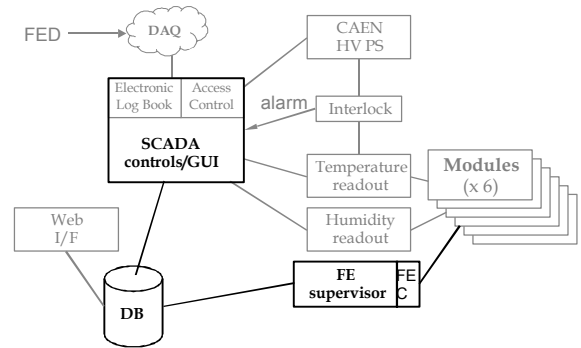 FED
DAQ
CAEN
HV PS
Electronic
Log Book
Access
Control
alarm
Interlock
SCADA
controls/GUI
Temperature
readout
Modules
(x 6)
Humidity
readout
Web
I/F
FE
supervisor
FE
C
DB